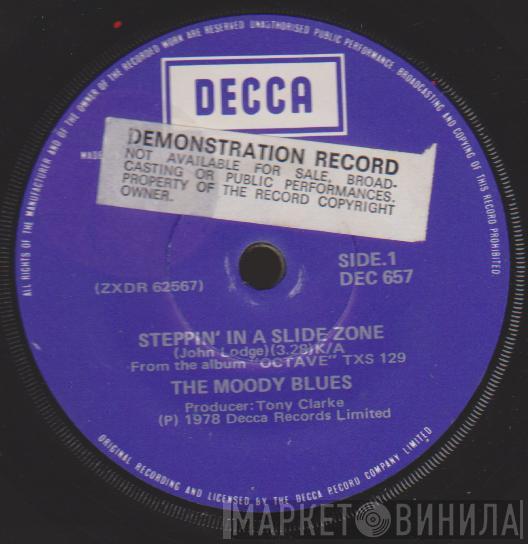 ALL RIGHTS OF THE MANUFACTURER AND OF THE OWNER OF THE RECORDED WORK ARE RESERVED UNAUTHORISED PUBLIC PERFORMANCE, BROADCASTING AND COPYING OF THIS RECORD PROHIBITED
DECCA
MADE
DEMONSTRATION RECORD
NOT AVAILABLE FOR SALE, BROAD-
CASTING OR PUBLIC PERFORMANCES,
PROPERTY OF THE RECORD COPYRIGHT
OWNER.
SIDE.1
DEC 657
(ZXDR 62567)
STEPPIN' IN A SLIDE ZONE
(John Lodge)(3.28)K/A
From the album "OCTAVE" TXS 129
THE MOODY BLUES
Producer: Tony Clarke
(P) 1978 Decca Records Limited
ORIGINAL RECORDING AND LICENSED BY THE DECCA RECORD COMPANY LIMITED
МАРКЕТ ВИНИЛА